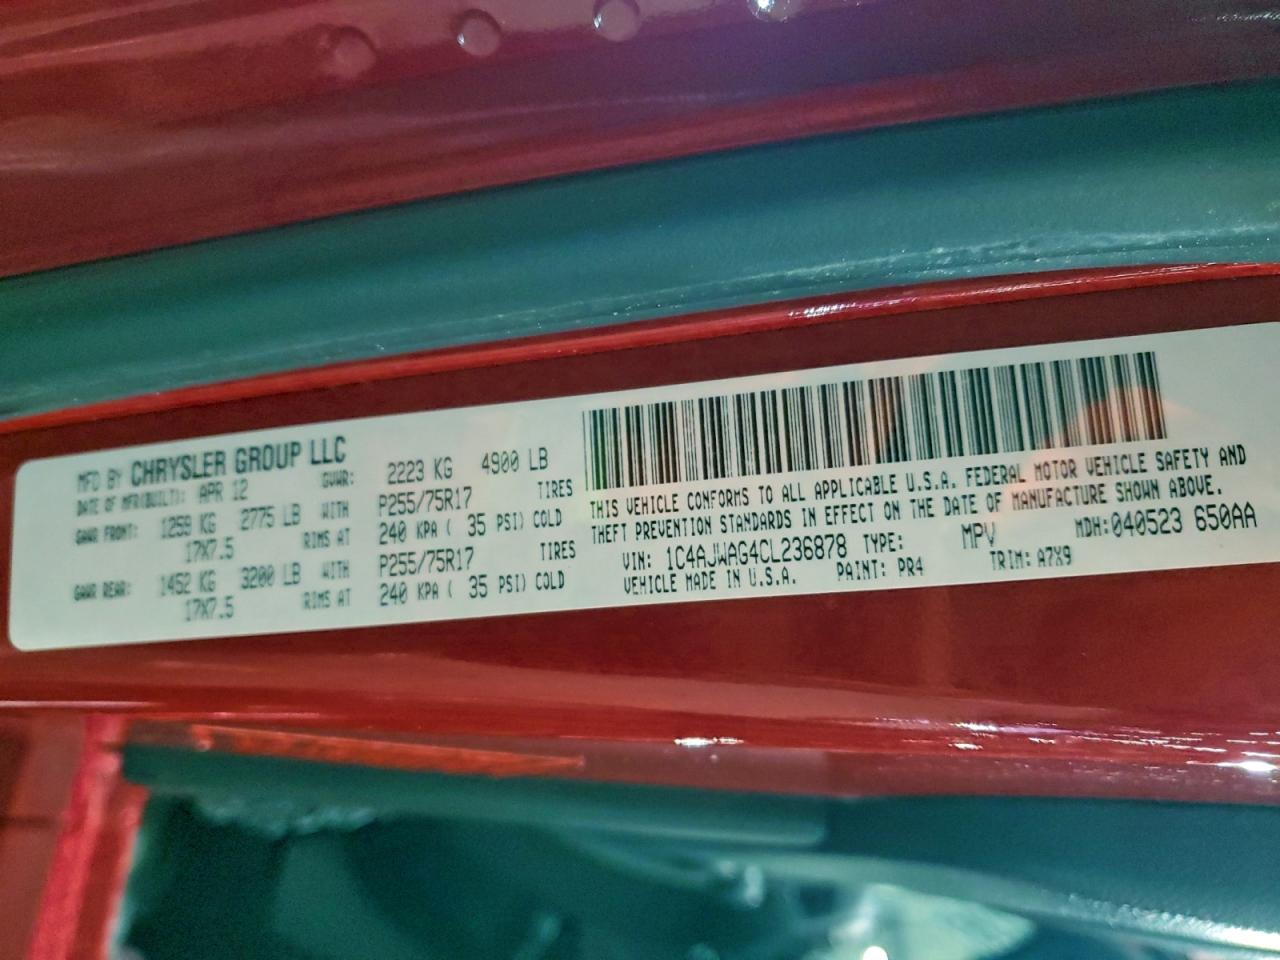 MFD BY CHRYSLER GROUP LLC
DATE OF MFR(BUILT): APR 12 GVWR: 2223 KG 4900 LB
GAWR FRONT: 1259 KG 2775 LB WITH P255/75R17 TIRES
17X7.5 RIMS AT 240 KPA ( 35 PSI) COLD
GAWR REAR: 1452 KG 3200 LB WITH P255/75R17 TIRES
17X7.5 RIMS AT 240 KPA ( 35 PSI) COLD
THIS VEHICLE CONFORMS TO ALL APPLICABLE U.S.A. FEDERAL MOTOR VEHICLE SAFETY AND
THEFT PREVENTION STANDARDS IN EFFECT ON THE DATE OF MANUFACTURE SHOWN ABOVE.
VIN: 1C4AJWAG4CL236878 TYPE: MPV MDH:040523 650AA
VEHICLE MADE IN U.S.A. PAINT: PR4 TRIM: A7X9